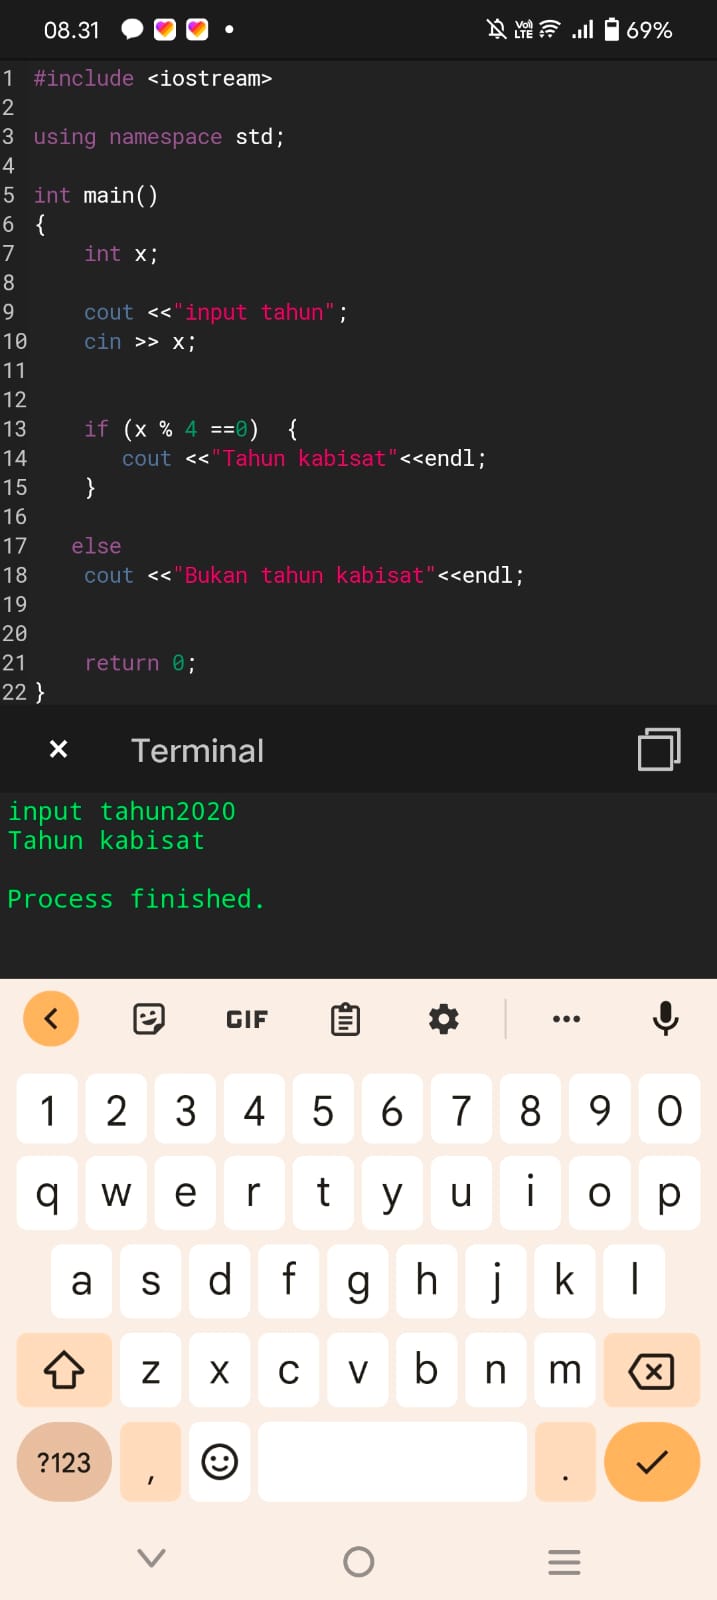 08.31 Vo) LTE 69%
1 #include <iostream>
2
3 using namespace std;
4
5 int main()
6 {
7 int x;
8
9 cout <<"input tahun";
10 cin >> x;
11
12
13 if (x % 4 ==0)  {
14 cout <<"Tahun kabisat"<<endl;
15 }
16
17 else
18 cout <<"Bukan tahun kabisat"<<endl;
19
20
21 return 0;
22 }
× Terminal
input tahun2020
Tahun kabisat
Process finished.
GIF
1 2 3 4 5 6 7 8 9 0
q w e r t y u i o p
a s d f g h j k l
z x c v b n m
?123 , .